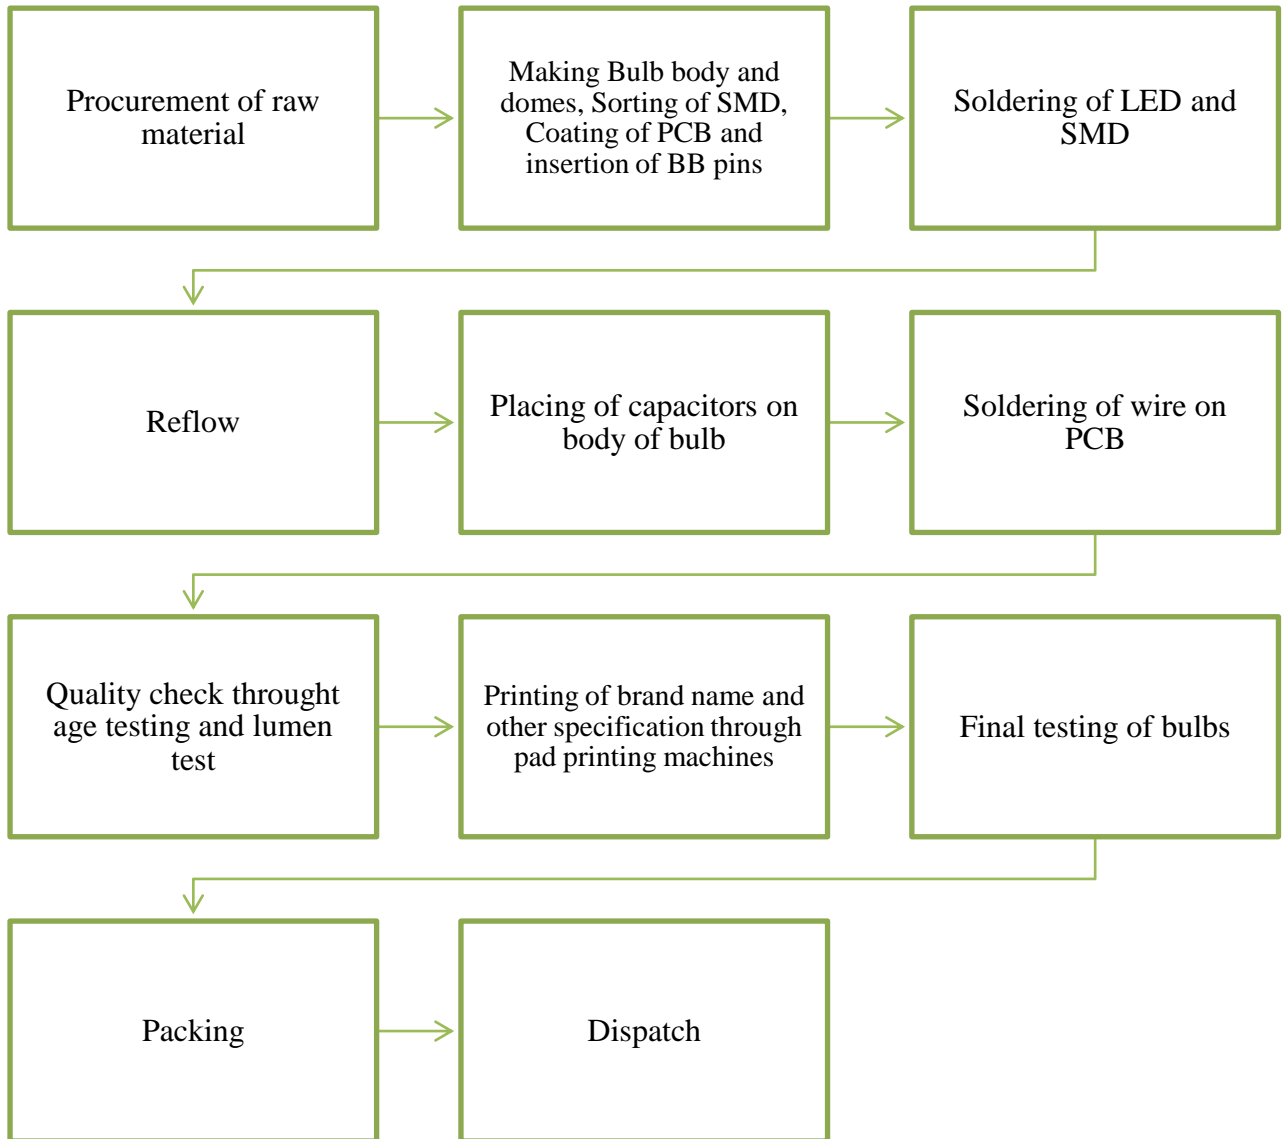 Procurement of raw
material
Making Bulb body and
domes, Sorting of SMD,
Coating of PCB and
insertion of BB pins
Soldering of LED and
SMD
Reflow
Placing of capacitors on
body of bulb
Soldering of wire on
PCB
Quality check throught
age testing and lumen
test
Printing of brand name and
other specification through
pad printing machines
Final testing of bulbs
Packing
Dispatch